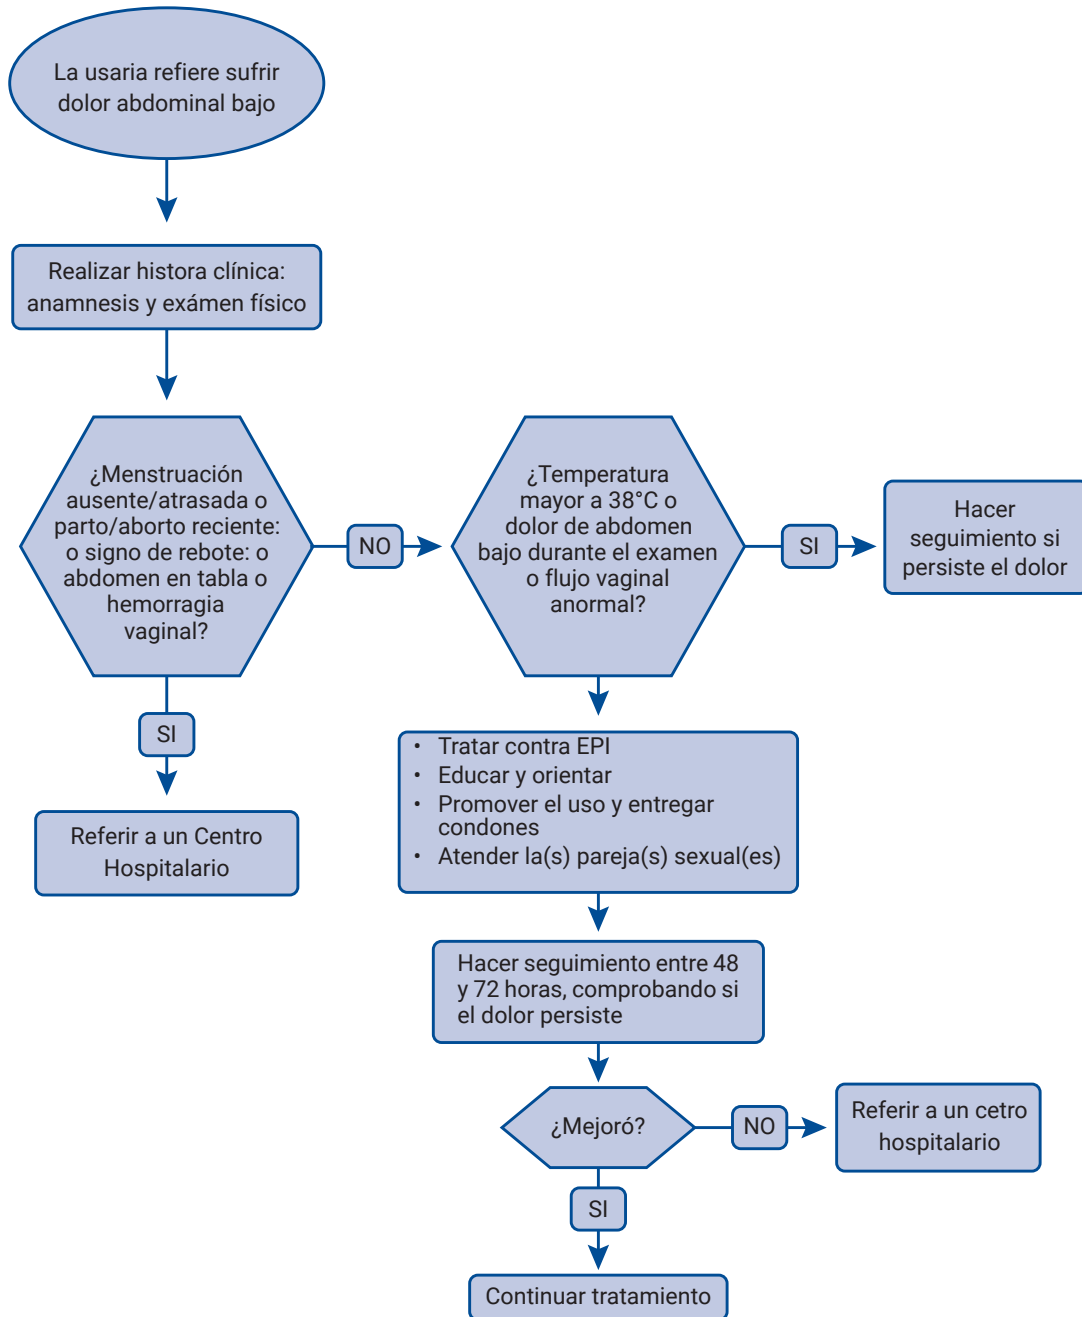 La usaria refiere sufrir
dolor abdominal bajo
Realizar histora clínica:
anamnesis y exámen físico
¿Menstruación
ausente/atrasada o
parto/aborto reciente:
o signo de rebote: o
abdomen en tabla o
hemorragia
vaginal?
NO
¿Temperatura
mayor a 38°C o
dolor de abdomen
bajo durante el examen
o flujo vaginal
anormal?
SI
Hacer
seguimiento si
persiste el dolor
SI
Referir a un Centro
Hospitalario
• Tratar contra EPI
• Educar y orientar
• Promover el uso y entregar
condones
• Atender la(s) pareja(s) sexual(es)
Hacer seguimiento entre 48
y 72 horas, comprobando si
el dolor persiste
¿Mejoró?
NO
Referir a un cetro
hospitalario
SI
Continuar tratamiento